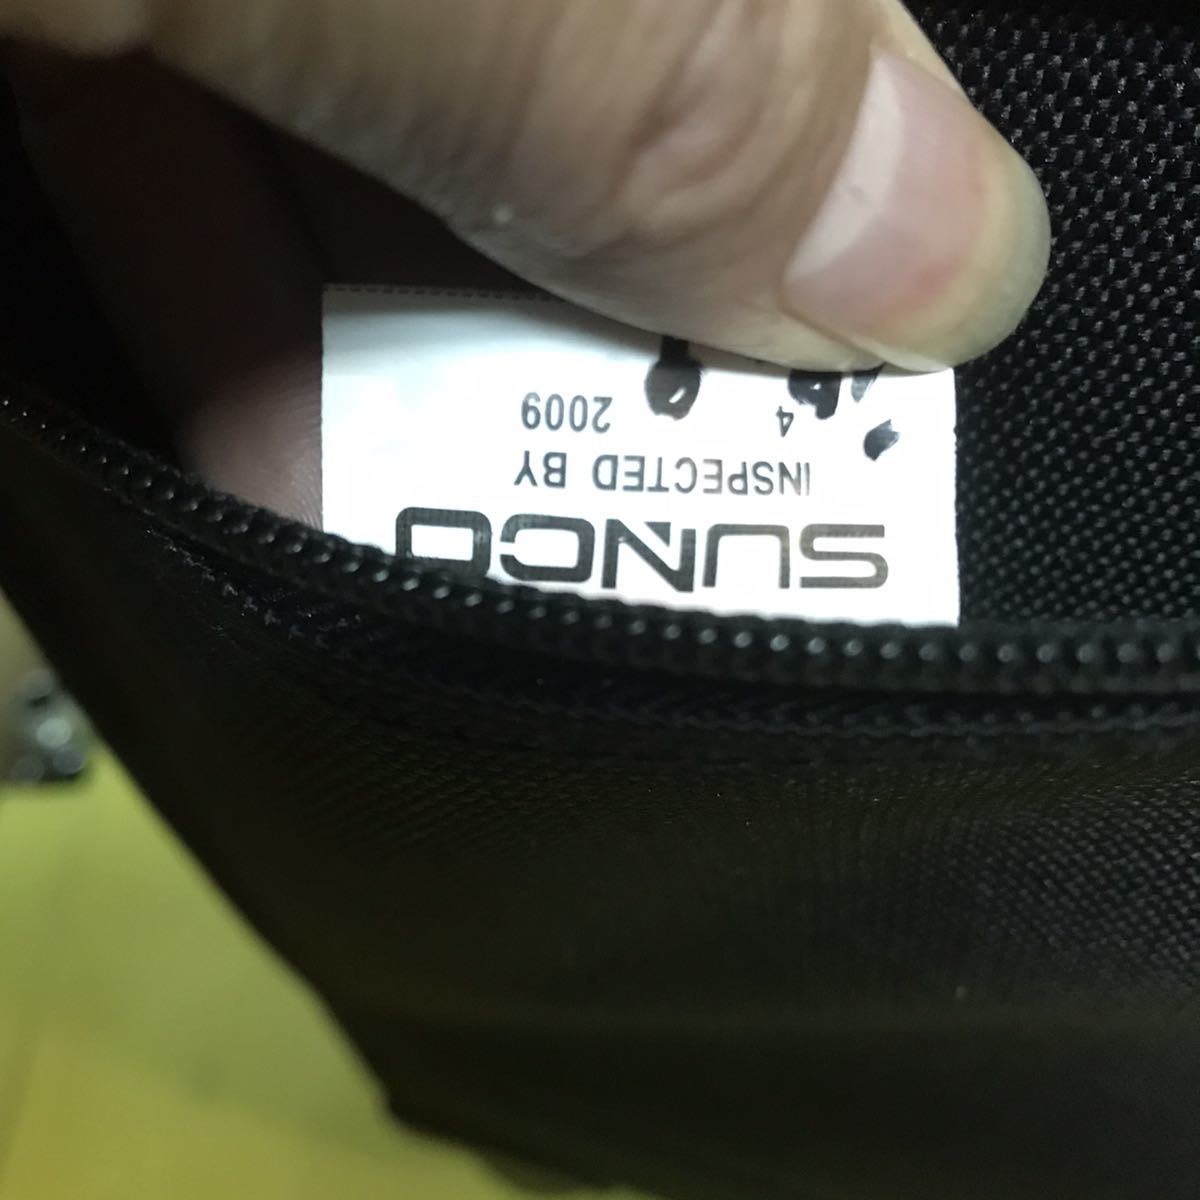 SUNCO
INSPECTED BY
4 2009